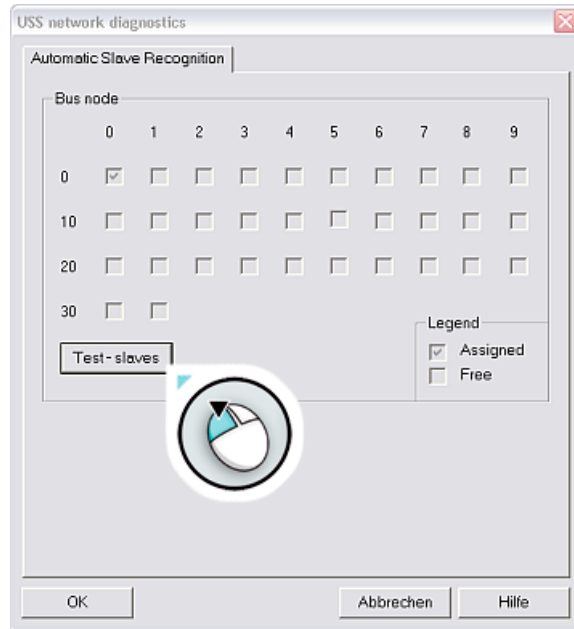 USS network diagnostics
Automatic Slave Recognition
Bus node
0 1 2 3 4 5 6 7 8 9
0
10
20
30
Legend
Test-slaves
Assigned
Free
OK Abbrechen Hilfe